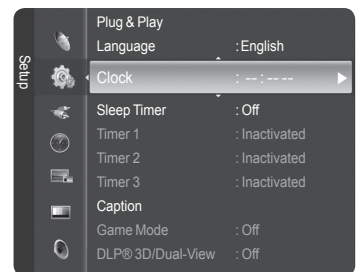 Setup
Plug & Play
Language : English
Clock : -- : -- --
Sleep Timer : Off
Timer 1 : Inactivated
Timer 2 : Inactivated
Timer 3 : Inactivated
Caption
Game Mode : Off
DLP® 3D/Dual-View : Off